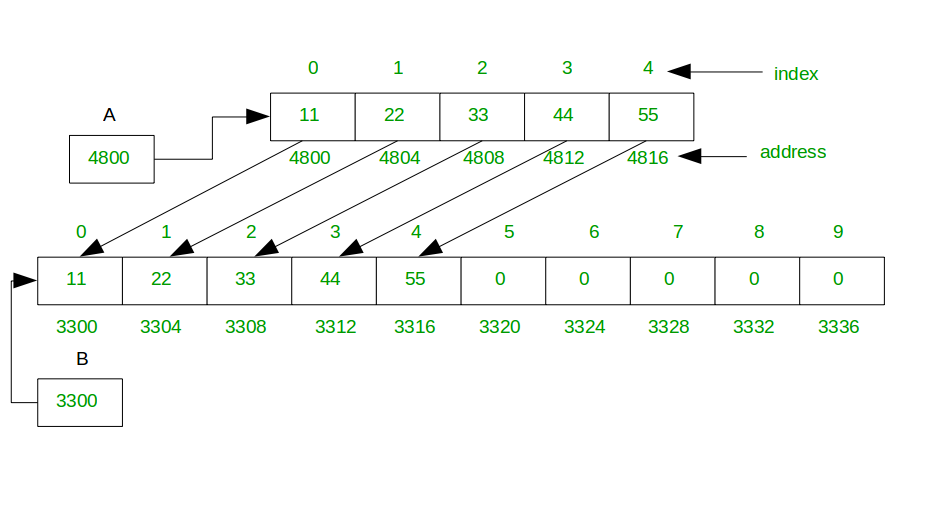 0 1 2 3 4 index
A 11 22 33 44 55
4800 4800 4804 4808 4812 4816 address
0 1 2 3 4 5 6 7 8 9
11 22 33 44 55 0 0 0 0 0
3300 3304 3308 3312 3316 3320 3324 3328 3332 3336
B
3300